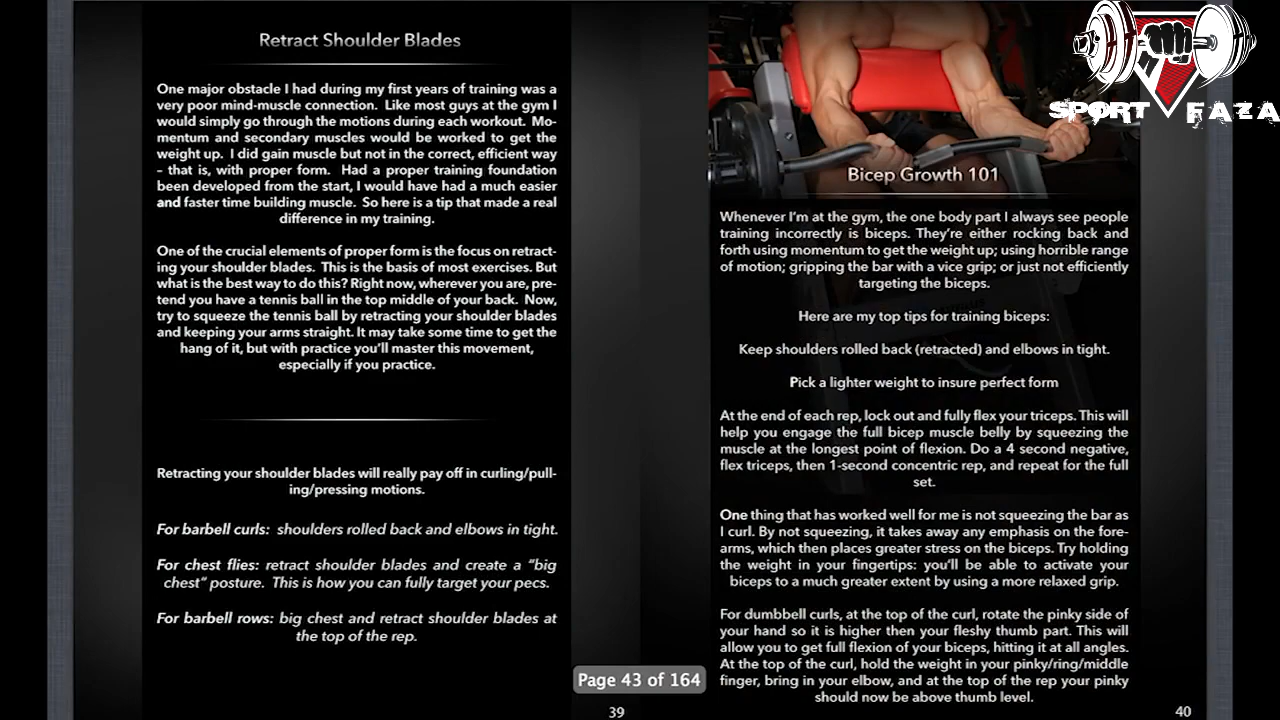 Retract Shoulder Blades
One major obstacle I had during my first years of training was a
very poor mind-muscle connection. Like most guys at the gym I
would simply go through the motions during each workout. Mo-
mentum and secondary muscles would be worked to get the
weight up. I did gain muscle but not in the correct, efficient way
– that is, with proper form. Had a proper training foundation
been developed from the start, I would have had a much easier
and faster time building muscle. So here is a tip that made a real
difference in my training.
One of the crucial elements of proper form is the focus on retract-
ing your shoulder blades. This is the basis of most exercises. But
what is the best way to do this? Right now, wherever you are, pre-
tend you have a tennis ball in the top middle of your back. Now,
try to squeeze the tennis ball by retracting your shoulder blades
and keeping your arms straight. It may take some time to get the
hang of it, but with practice you’ll master this movement,
especially if you practice.
Retracting your shoulder blades will really pay off in curling/pull-
ing/pressing motions.
For barbell curls: shoulders rolled back and elbows in tight.
For chest flies: retract shoulder blades and create a “big
chest” posture. This is how you can fully target your pecs.
For barbell rows: big chest and retract shoulder blades at
the top of the rep.
39
SPORT FAZA
Bicep Growth 101
Whenever I’m at the gym, the one body part I always see people
training incorrectly is biceps. They’re either rocking back and
forth using momentum to get the weight up; using horrible range
of motion; gripping the bar with a vice grip; or just not efficiently
targeting the biceps.
Here are my top tips for training biceps:
Keep shoulders rolled back (retracted) and elbows in tight.
Pick a lighter weight to insure perfect form
At the end of each rep, lock out and fully flex your triceps. This will
help you engage the full bicep muscle belly by squeezing the
muscle at the longest point of flexion. Do a 4 second negative,
flex triceps, then 1-second concentric rep, and repeat for the full
set.
One thing that has worked well for me is not squeezing the bar as
I curl. By not squeezing, it takes away any emphasis on the fore-
arms, which then places greater stress on the biceps. Try holding
the weight in your fingertips: you’ll be able to activate your
biceps to a much greater extent by using a more relaxed grip.
For dumbbell curls, at the top of the curl, rotate the pinky side of
your hand so it is higher then your fleshy thumb part. This will
allow you to get full flexion of your biceps, hitting it at all angles.
At the top of the curl, hold the weight in your pinky/ring/middle
finger, bring in your elbow, and at the top of the rep your pinky
should now be above thumb level.
40
Page 43 of 164